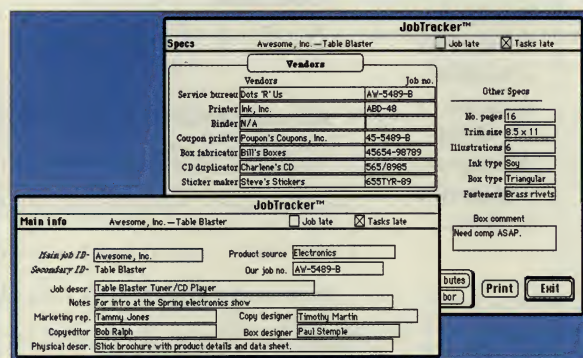 JobTracker™
Specs Awesome, Inc.—Table Blaster Job late Tasks late
Vendors
Vendors Job no.
Service bureau Dots 'R' Us AW-5489-B
Printer Ink, Inc. ABD-48
Binder N/A
Coupon printer Poupon's Coupons, Inc. 45-5489-B
Box fabricator Bill's Boxes 45654-98789
CD duplicator Charlene's CD 565/8985
Sticker maker Steve's Stickers 655TYR-89
Other Specs
No. pages 16
Trim size 8.5 x 11
Illustrations 6
Ink type Soy
Box type Triangular
Fasteners Brass rivets
Box comment
Need comp ASAP.
butes
bor
Print Exit
JobTracker™
Main info Awesome, Inc.—Table Blaster Job late Tasks late
Main job ID- Awesome, Inc. Product source Electronics
Secondary ID- Table Blaster Our job no. AW-5489-B
Job descr. Table Blaster Tuner/CD Player
Notes For intro at the Spring electronics show
Marketing rep. Tammy Jones Copy designer Timothy Martin
Copyeditor Bob Ralph Box designer Paul Stemple
Physical descr. Slick brochure with product details and data sheet.